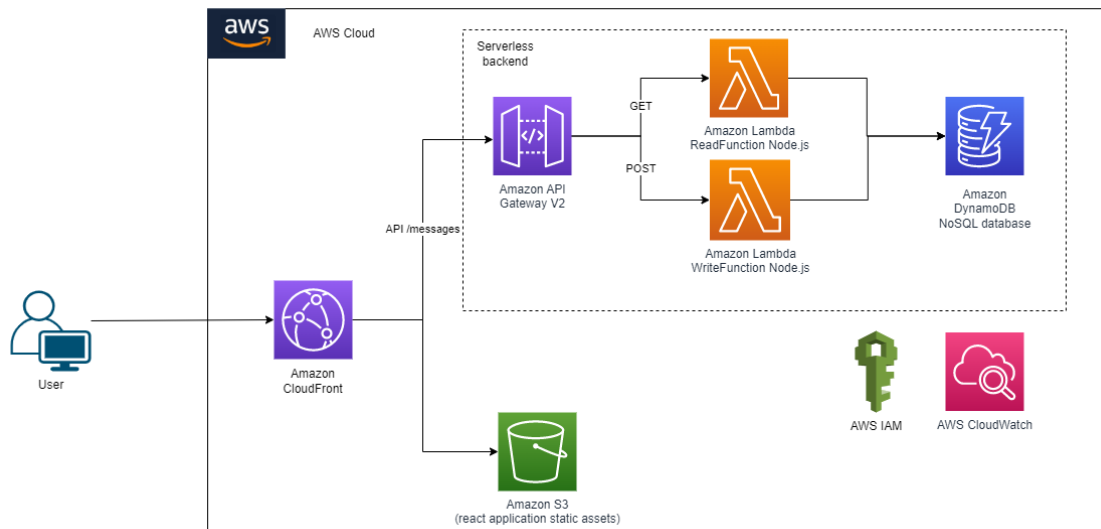 aws
AWS Cloud
Serverless
backend
GET
Amazon Lambda
ReadFunction Node.js
Amazon API
Gateway V2
POST
Amazon
DynamoDB
NoSQL database
API /messages
Amazon Lambda
WriteFunction Node.js
User
Amazon
CloudFront
AWS IAM
AWS CloudWatch
Amazon S3
(react application static assets)